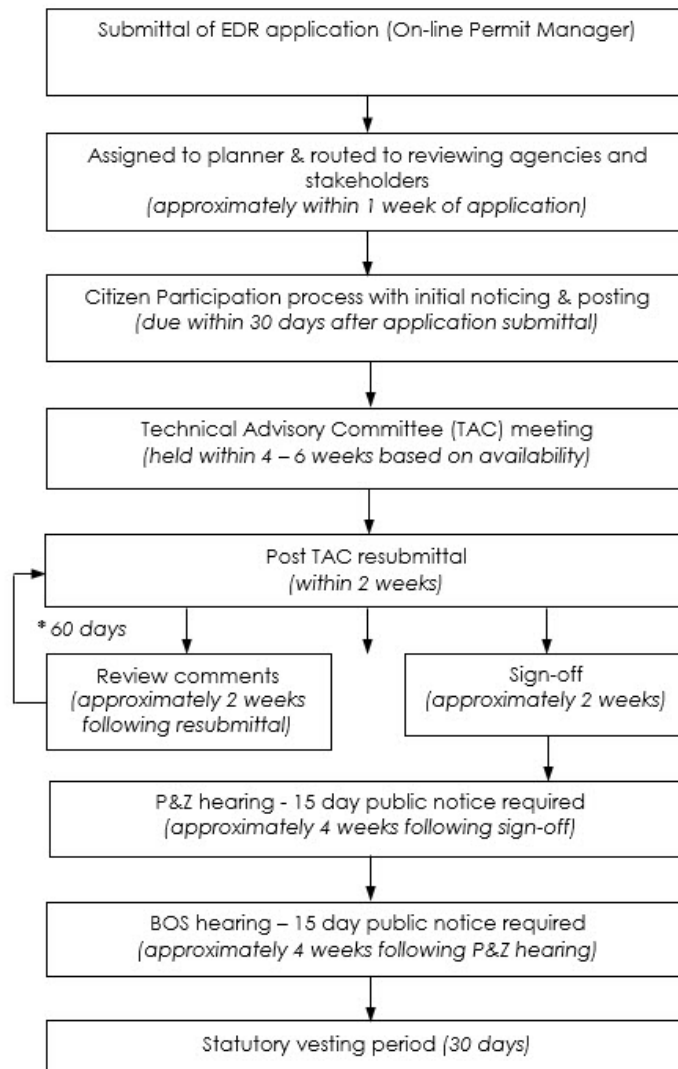 Submittal of EDR application (On-line Permit Manager)
Assigned to planner & routed to reviewing agencies and
stakeholders
(approximately within 1 week of application)
Citizen Participation process with initial noticing & posting
(due within 30 days after application submittal)
Technical Advisory Committee (TAC) meeting
(held within 4 – 6 weeks based on availability)
Post TAC resubmittal
(within 2 weeks)
* 60 days
Review comments
(approximately 2 weeks
following resubmittal)
Sign-off
(approximately 2 weeks)
P&Z hearing - 15 day public notice required
(approximately 4 weeks following sign-off)
BOS hearing – 15 day public notice required
(approximately 4 weeks following P&Z hearing)
Statutory vesting period (30 days)